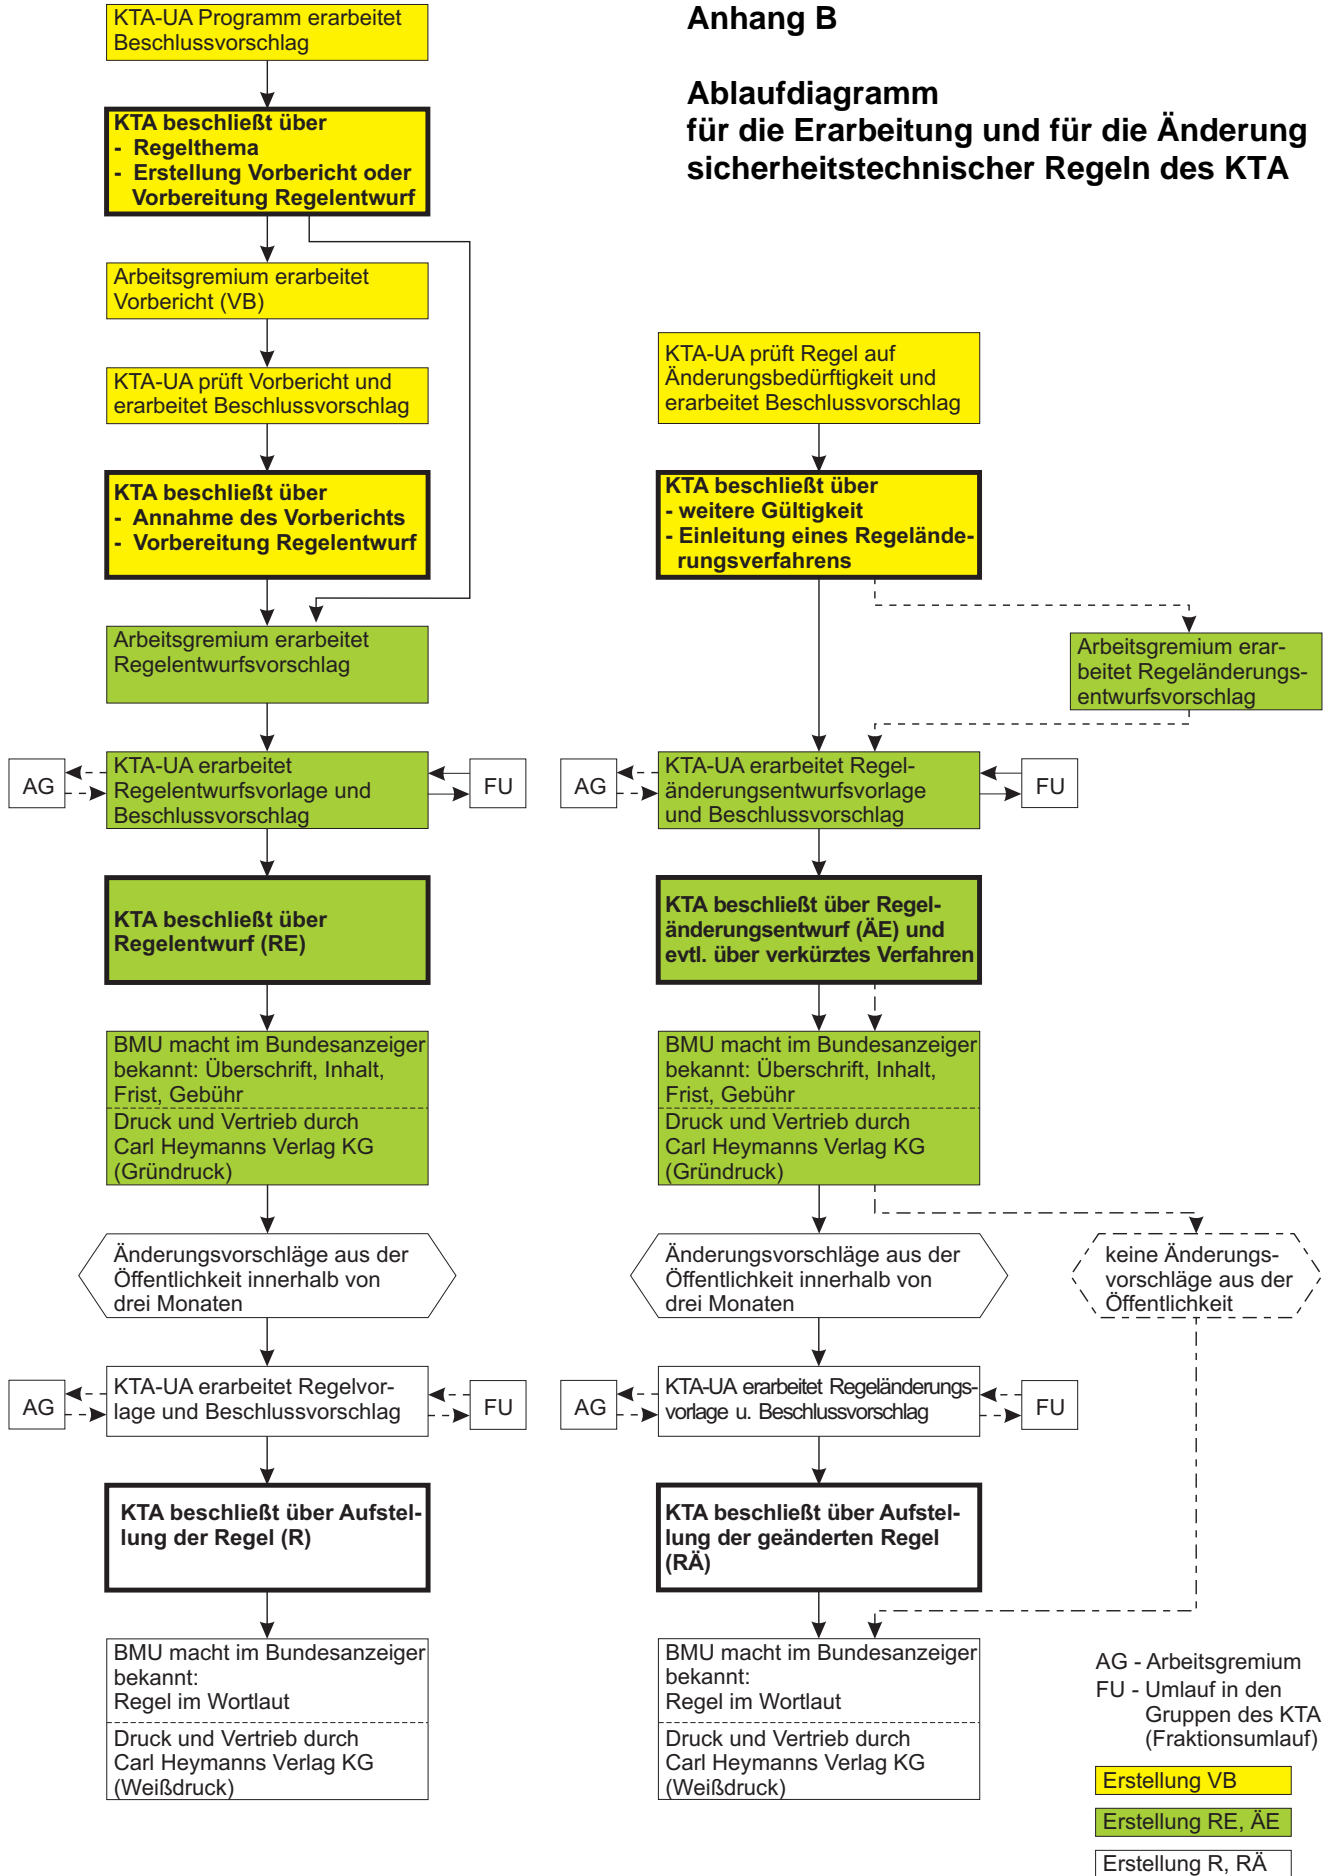 Anhang B
Ablaufdiagramm
für die Erarbeitung und für die Änderung
sicherheitstechnischer Regeln des KTA
KTA-UA Programm erarbeitet
Beschlussvorschlag
KTA beschließt über
- Regelthema
- Erstellung Vorbericht oder
Vorbereitung Regelentwurf
Arbeitsgremium erarbeitet
Vorbericht (VB)
KTA-UA prüft Vorbericht und
erarbeitet Beschlussvorschlag
KTA beschließt über
- Annahme des Vorberichts
- Vorbereitung Regelentwurf
Arbeitsgremium erarbeitet
Regelentwurfsvorschlag
AG
KTA-UA erarbeitet
Regelentwurfsvorlage und
Beschlussvorschlag
FU
KTA beschließt über
Regelentwurf (RE)
BMU macht im Bundesanzeiger
bekannt: Überschrift, Inhalt,
Frist, Gebühr
Druck und Vertrieb durch
Carl Heymanns Verlag KG
(Gründruck)
Änderungsvorschläge aus der
Öffentlichkeit innerhalb von
drei Monaten
AG
KTA-UA erarbeitet Regelvor-
lage und Beschlussvorschlag
FU
KTA beschließt über Aufstel-
lung der Regel (R)
BMU macht im Bundesanzeiger
bekannt:
Regel im Wortlaut
Druck und Vertrieb durch
Carl Heymanns Verlag KG
(Weißdruck)
KTA-UA prüft Regel auf
Änderungsbedürftigkeit und
erarbeitet Beschlussvorschlag
KTA beschließt über
- weitere Gültigkeit
- Einleitung eines Regelände-
rungsverfahrens
Arbeitsgremium erar-
beitet Regeländerungs-
entwurfsvorschlag
AG
KTA-UA erarbeitet Regel-
änderungsentwurfsvorlage
und Beschlussvorschlag
FU
KTA beschließt über Regel-
änderungsentwurf (ÄE) und
evtl. über verkürztes Verfahren
BMU macht im Bundesanzeiger
bekannt: Überschrift, Inhalt,
Frist, Gebühr
Druck und Vertrieb durch
Carl Heymanns Verlag KG
(Gründruck)
Änderungsvorschläge aus der
Öffentlichkeit innerhalb von
drei Monaten
keine Änderungs-
vorschläge aus der
Öffentlichkeit
AG
KTA-UA erarbeitet Regeländerungs-
vorlage u. Beschlussvorschlag
FU
KTA beschließt über Aufstel-
lung der geänderten Regel
(RÄ)
BMU macht im Bundesanzeiger
bekannt:
Regel im Wortlaut
Druck und Vertrieb durch
Carl Heymanns Verlag KG
(Weißdruck)
AG - Arbeitsgremium
FU - Umlauf in den
Gruppen des KTA
(Fraktionsumlauf)
Erstellung VB
Erstellung RE, ÄE
Erstellung R, RÄ